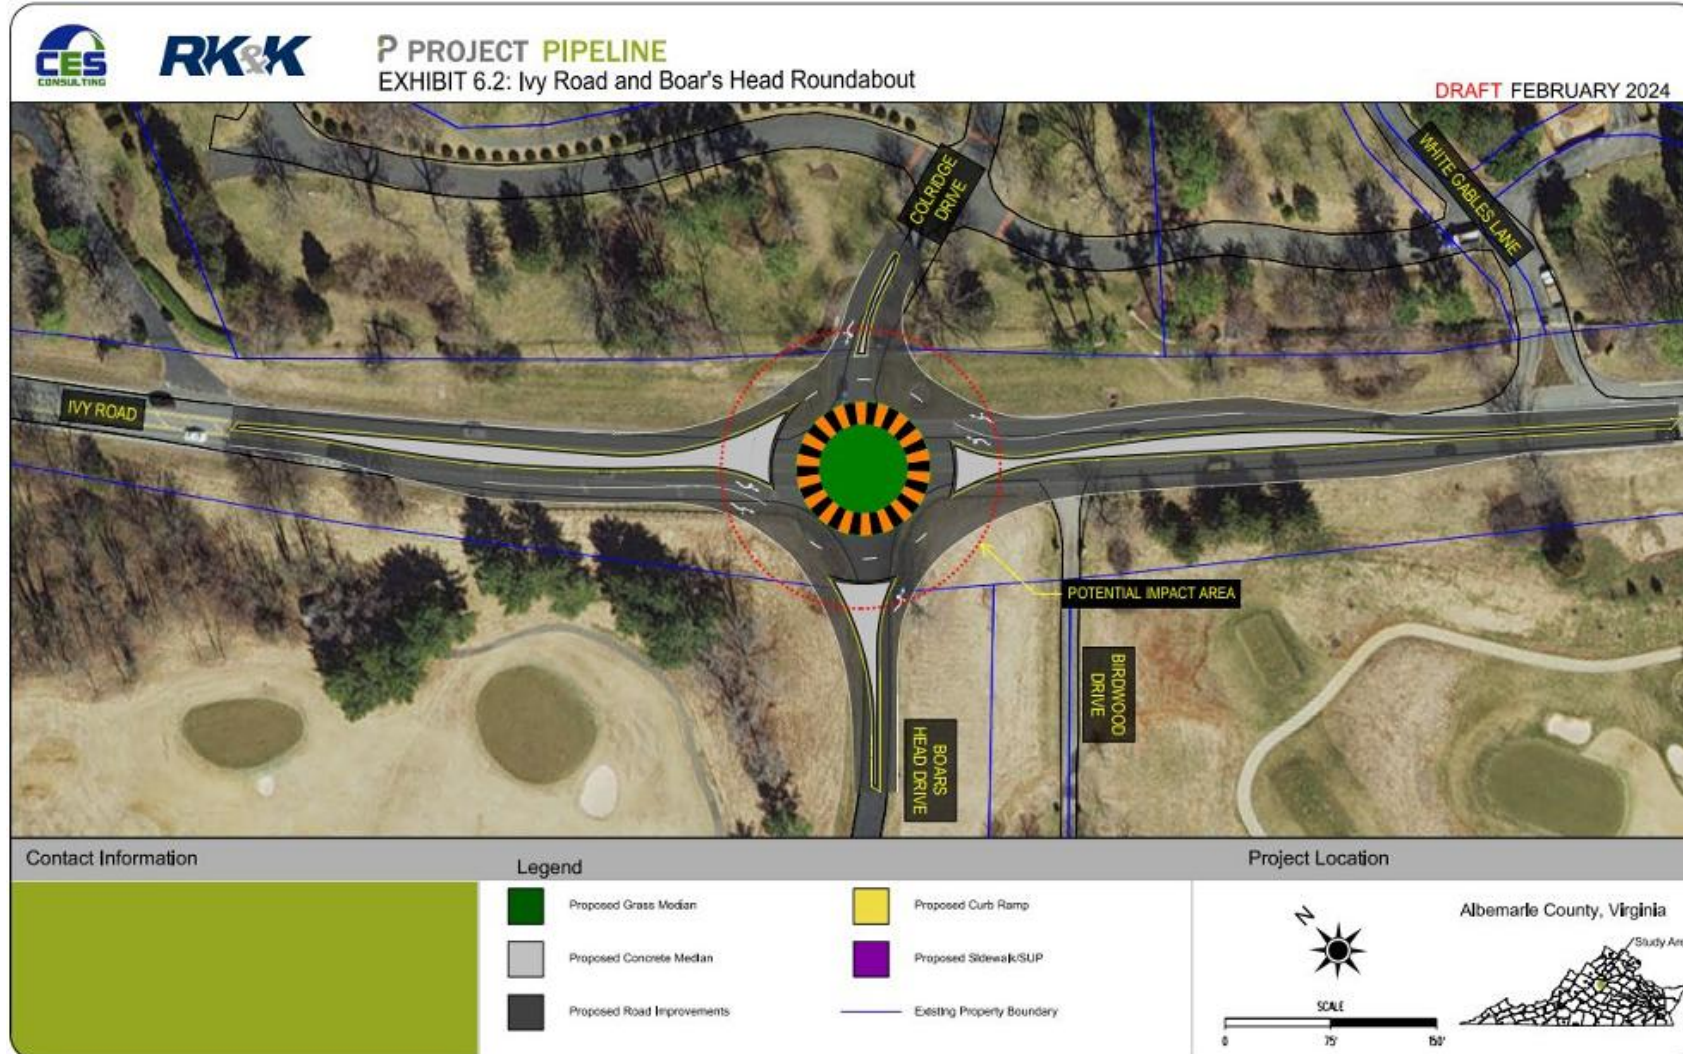 CES
CONSULTING
RK&K
PROJECT PIPELINE
EXHIBIT 6.2: Ivy Road and Boar's Head Roundabout
DRAFT FEBRUARY 2024
COLRIDGE
DRIVE
WHITE GABLES LANE
IVY ROAD
POTENTIAL IMPACT AREA
BIRDWOOD
DRIVE
BOARS
HEAD DRIVE
Contact Information
Legend
Proposed Grass Median
Proposed Concrete Median
Proposed Road Improvements
Proposed Curb Ramp
Proposed Sidewalk/SUP
Existing Property Boundary
Project Location
N
SCALE
0 75' 150'
Albemarle County, Virginia
Study Are